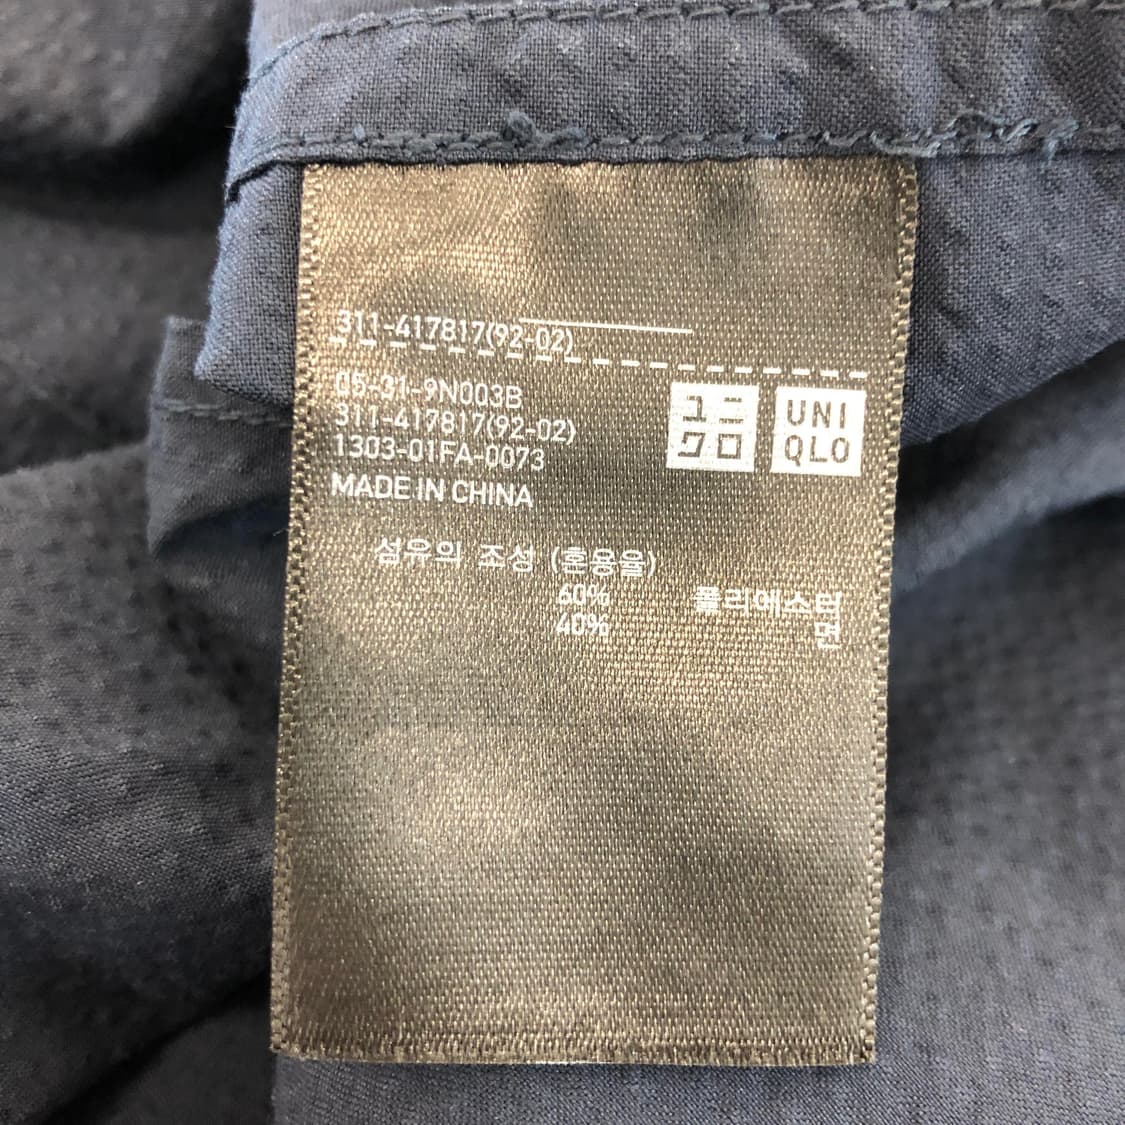 311-417817(92-02)
05-31-9N003B
311-417817(92-02)
1303-01FA-0073
MADE IN CHINA
ユニ
クロ
UNI
QLO
섬유의 조성 (혼용율)
60% 폴리에스터
40% 면